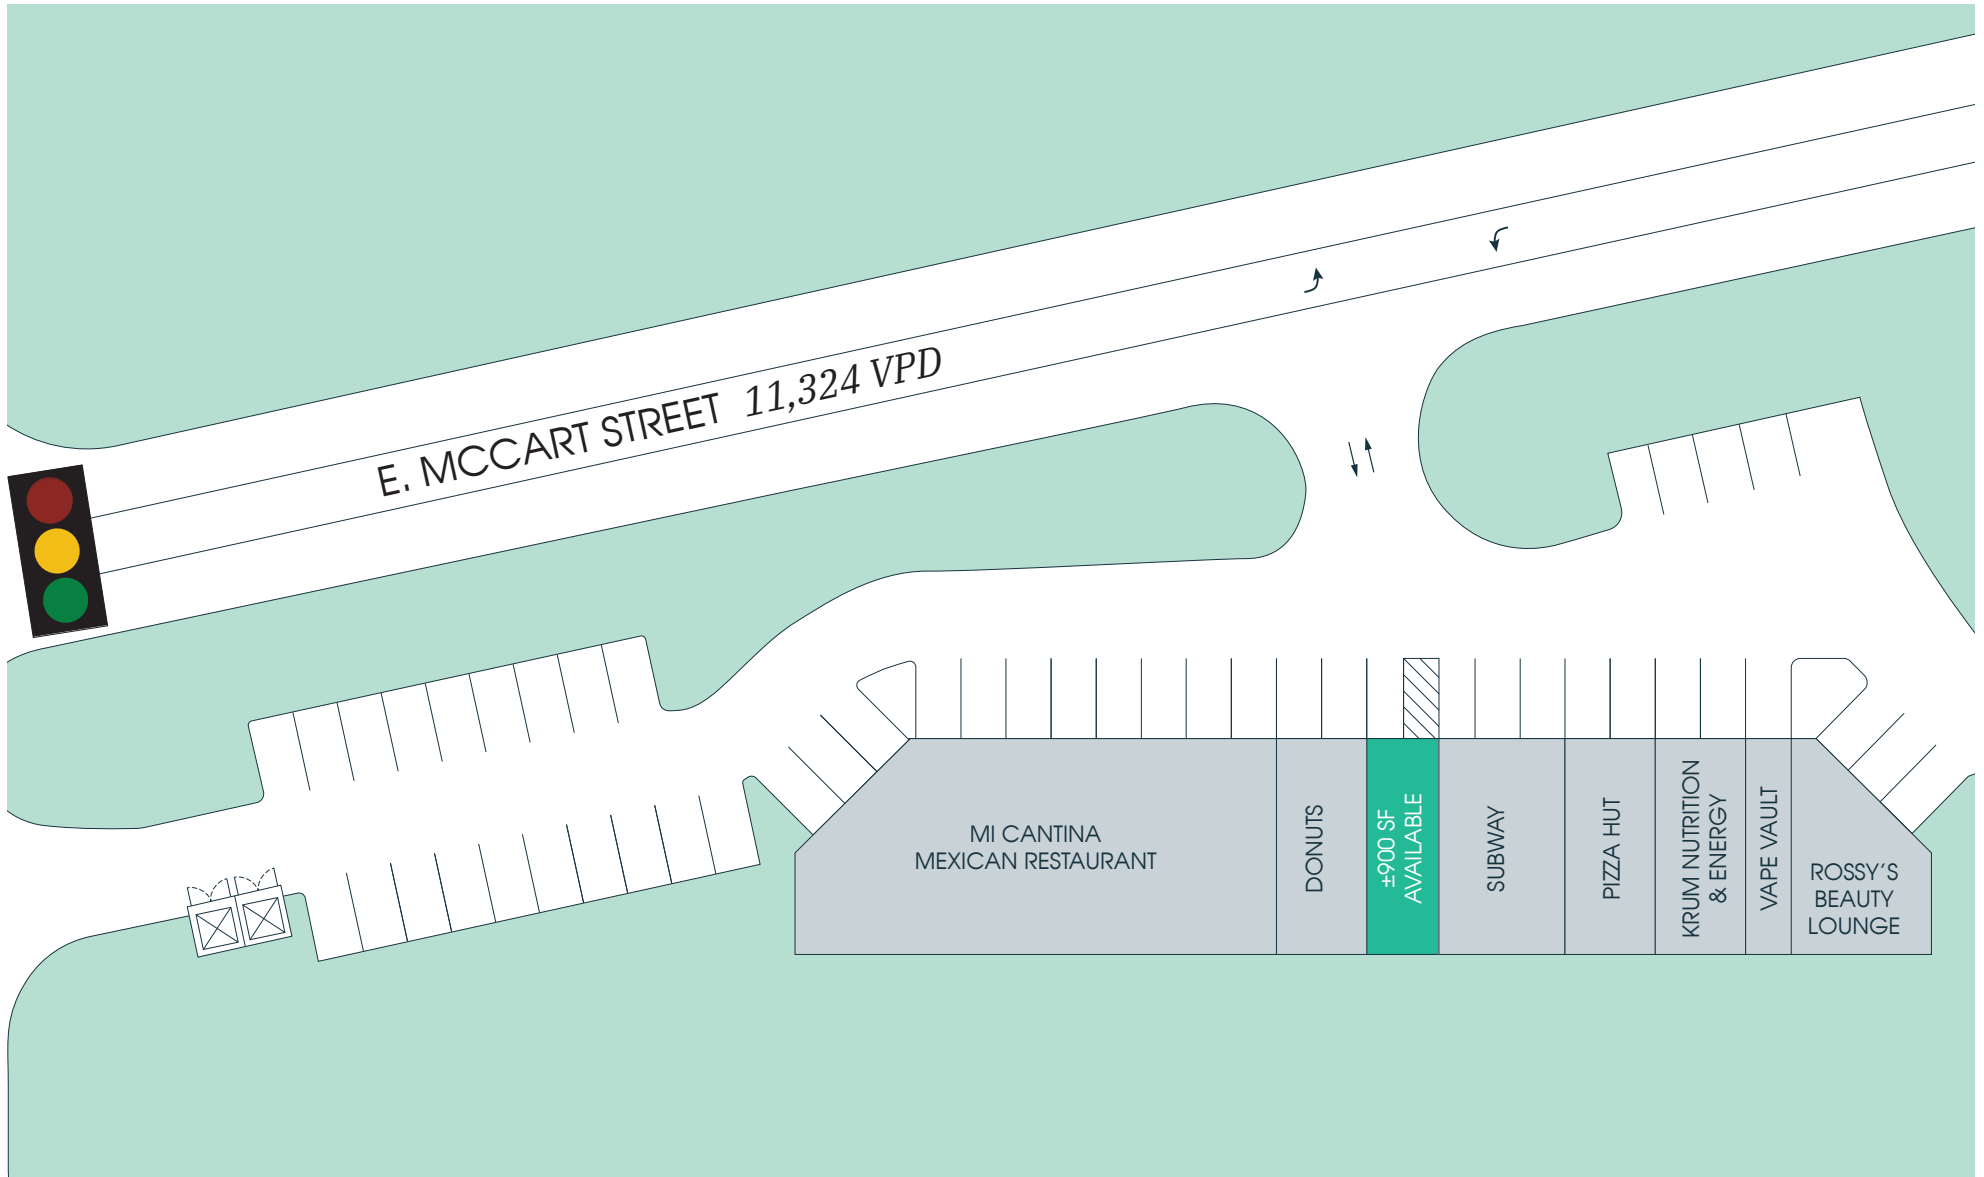 E. MCCART STREET 11,324 VPD
MI CANTINA
MEXICAN RESTAURANT
DONUTS
±900 SF
AVAILABLE
SUBWAY
PIZZA HUT
KRUM NUTRITION
& ENERGY
VAPE VAULT
ROSSY'S
BEAUTY
LOUNGE